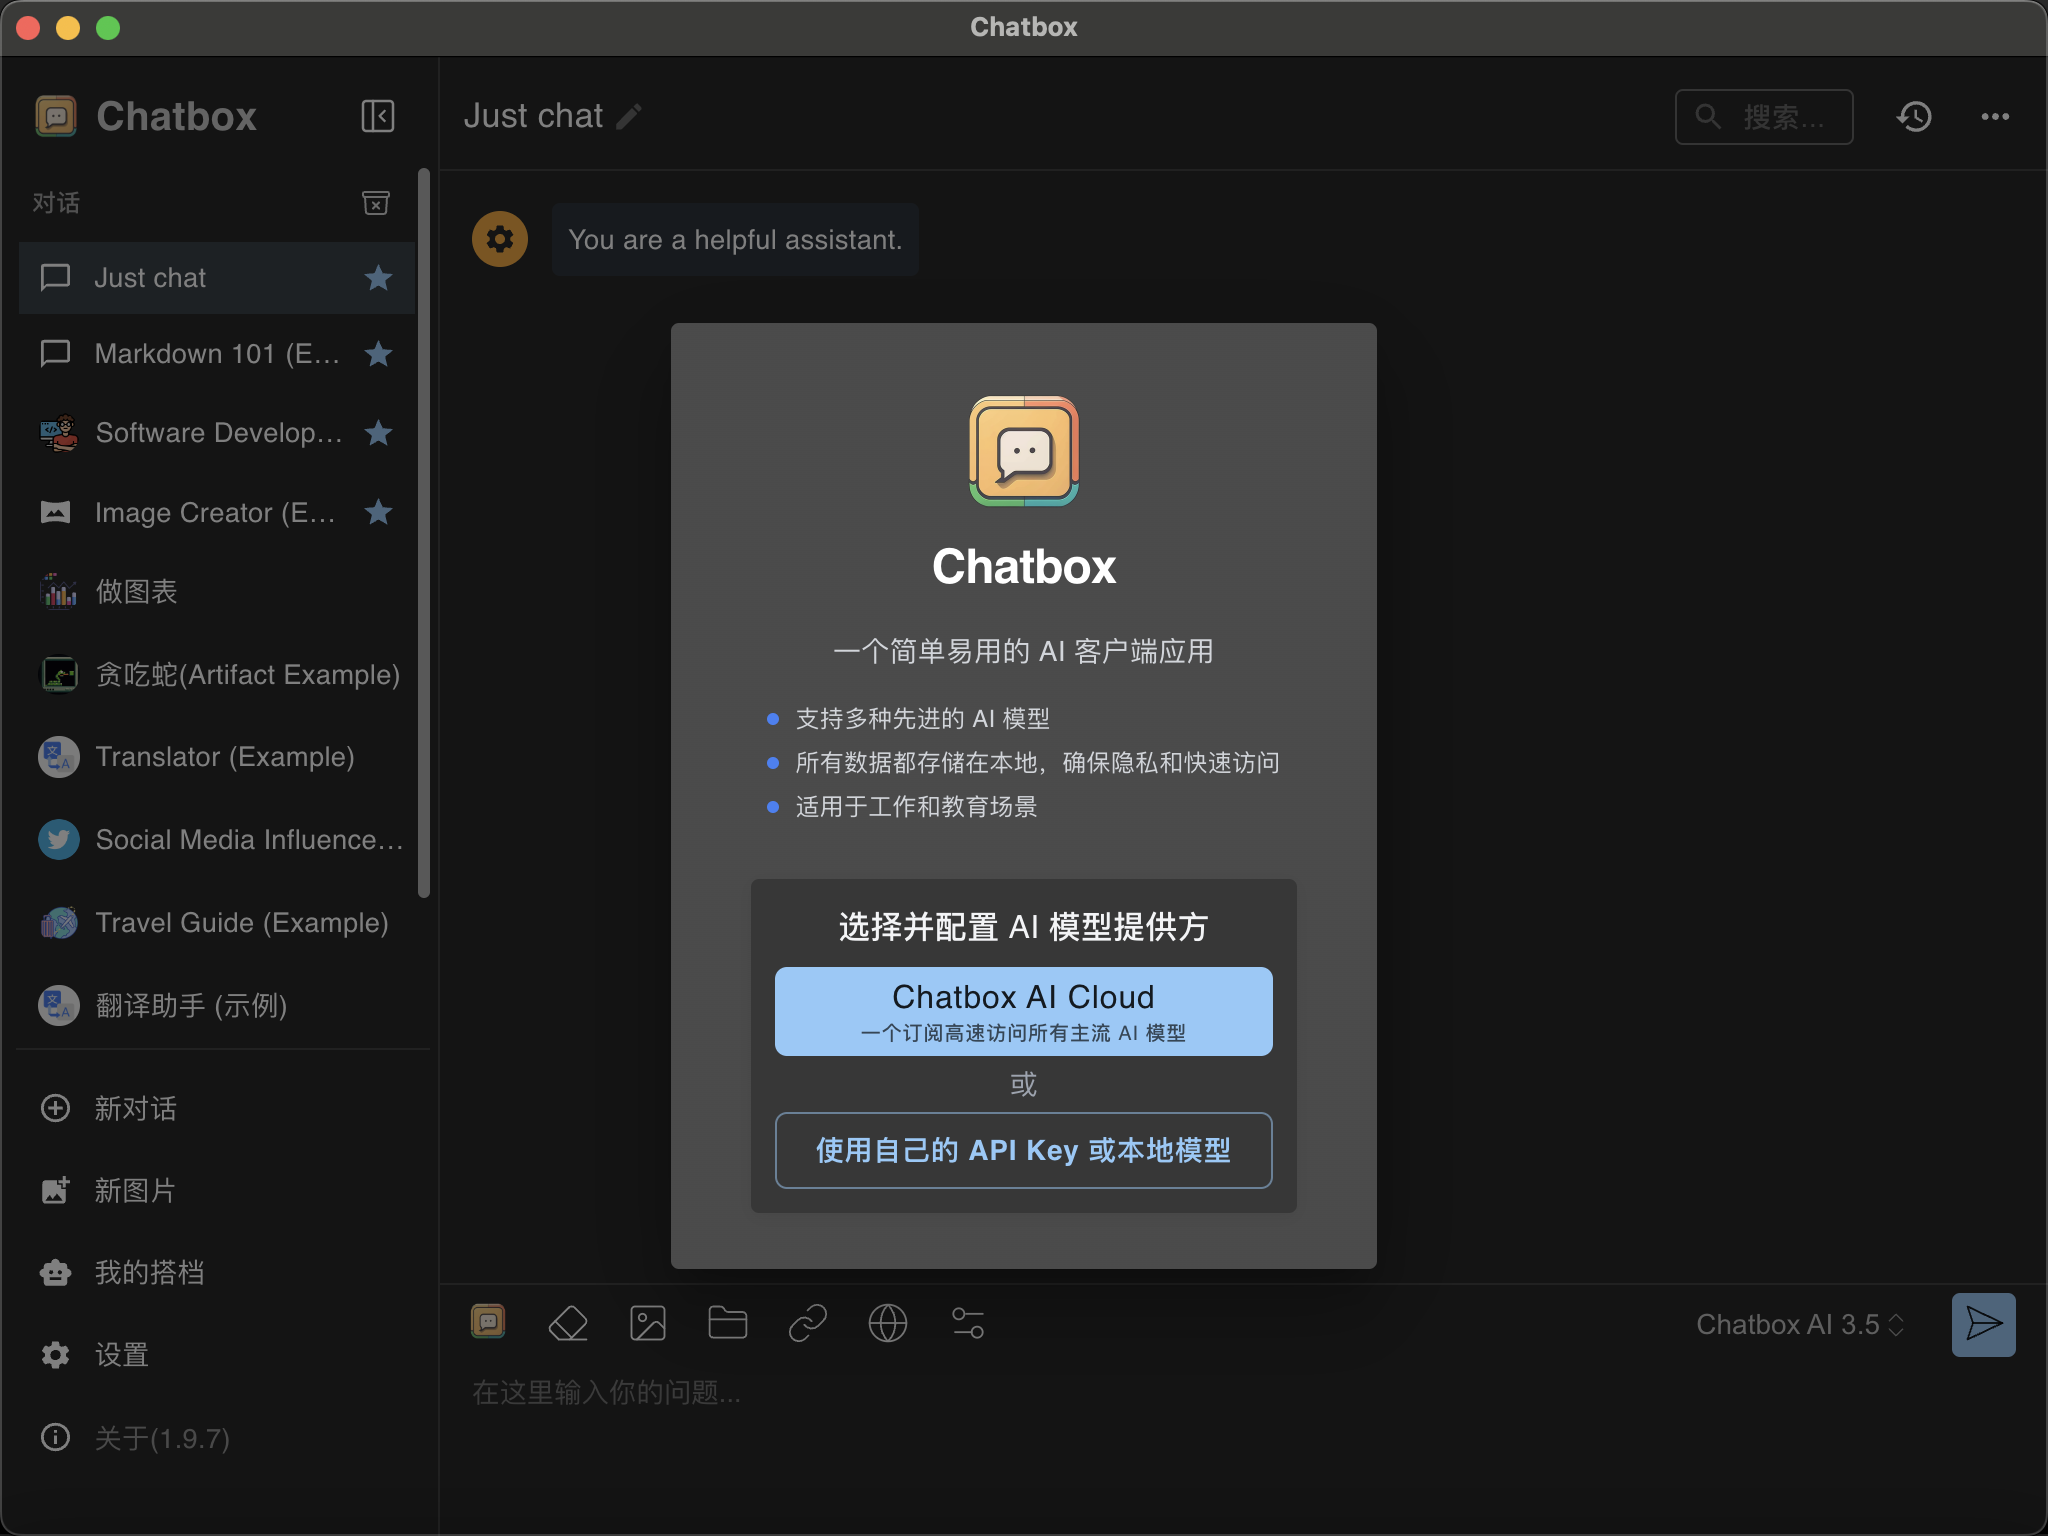 Chatbox
Chatbox
对话
Just chat
Markdown 101 (E...
Software Develop...
Image Creator (E...
做图表
贪吃蛇(Artifact Example)
Translator (Example)
Social Media Influence...
Travel Guide (Example)
翻译助手 (示例)
新对话
新图片
我的搭档
设置
关于(1.9.7)
Just chat
搜索...
You are a helpful assistant.
Chatbox
一个简单易用的 AI 客户端应用
支持多种先进的 AI 模型
所有数据都存储在本地，确保隐私和快速访问
适用于工作和教育场景
选择并配置 AI 模型提供方
Chatbox AI Cloud
一个订阅高速访问所有主流 AI 模型
或
使用自己的 API Key 或本地模型
Chatbox AI 3.5
在这里输入你的问题...